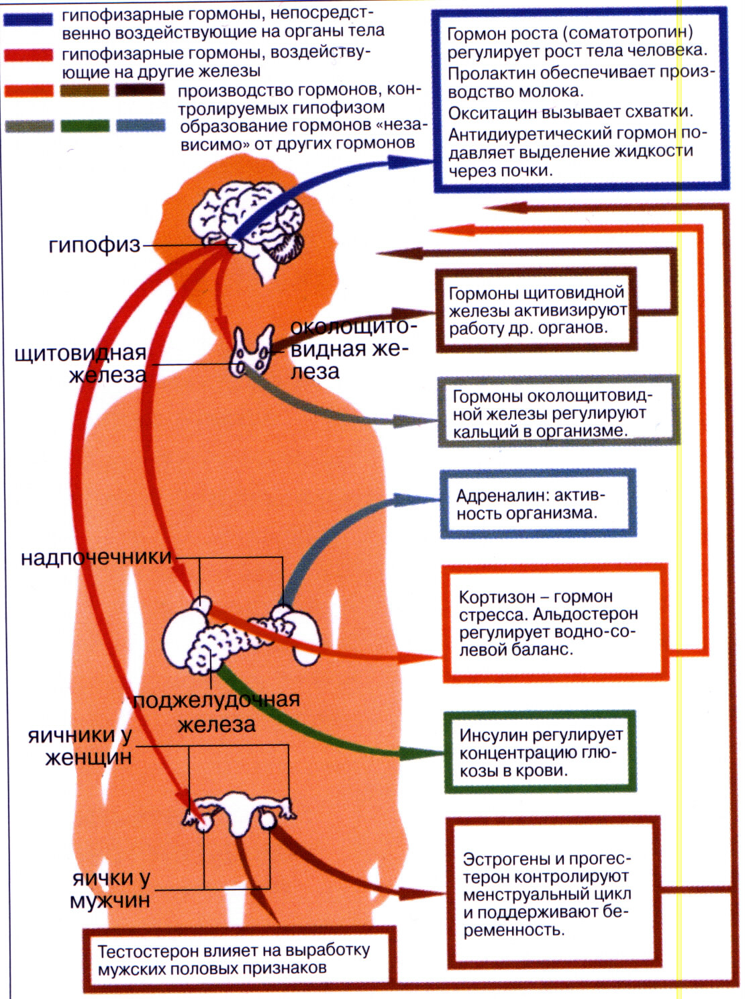 гипофизарные гормоны, непосредст-
венно воздействующие на органы тела
гипофизарные гормоны, воздейству-
ющие на другие железы
производство гормонов, кон-
тролируемых гипофизом
образование гормонов «неза-
висимо» от других гормонов
Гормон роста (соматотропин)
регулирует рост тела человека.
Пролактин обеспечивает произ-
водство молока.
Окситацин вызывает схватки.
Антидиуретический гормон по-
давляет выделение жидкости
через почки.
гипофиз
Гормоны щитовидной
железы активизируют
работу др. органов.
околощито-
видная же-
леза
щитовидная
железа
Гормоны околощитовид-
ной железы регулируют
кальций в организме.
Адреналин: актив-
ность организма.
надпочечники
Кортизон – гормон
стресса. Альдостерон
регулирует водно-со-
левой баланс.
поджелудочная
железа
Инсулин регулирует
концентрацию глю-
козы в крови.
яичники у
женщин
Эстрогены и прогес-
терон контролируют
менструальный цикл
и поддерживают бе-
ременность.
яички у
мужчин
Тестостерон влияет на выработку
мужских половых признаков